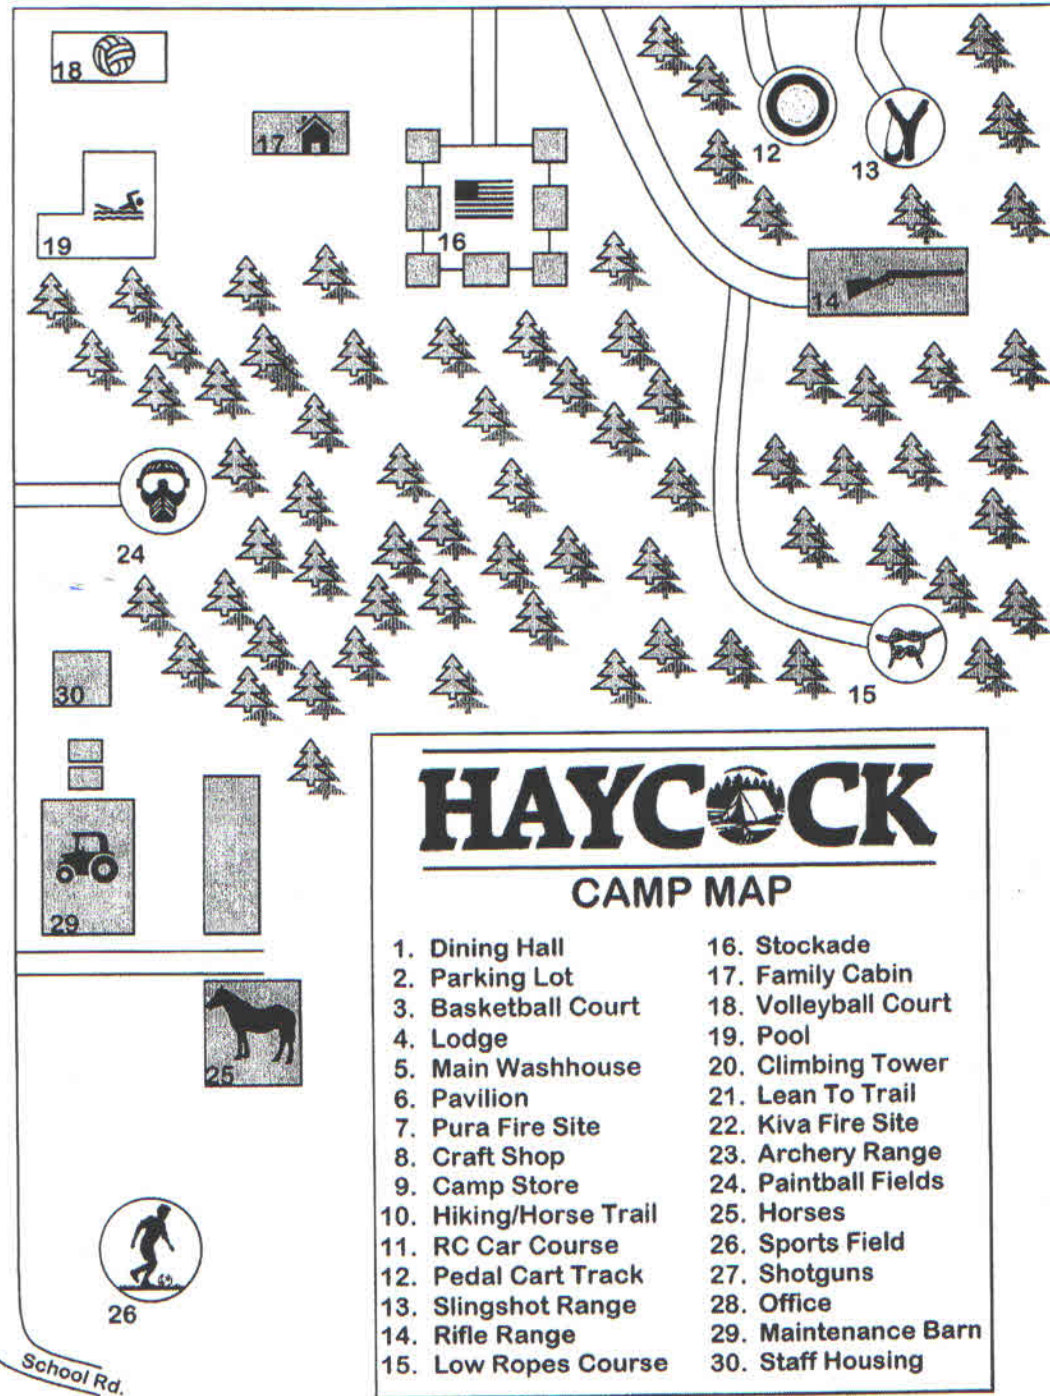 18
17
12
13
16
19
14
24
15
30
29
25
26
School Rd.
HAYCOCK
CAMP MAP
1. Dining Hall
2. Parking Lot
3. Basketball Court
4. Lodge
5. Main Washhouse
6. Pavilion
7. Pura Fire Site
8. Craft Shop
9. Camp Store
10. Hiking/Horse Trail
11. RC Car Course
12. Pedal Cart Track
13. Slingshot Range
14. Rifle Range
15. Low Ropes Course
16. Stockade
17. Family Cabin
18. Volleyball Court
19. Pool
20. Climbing Tower
21. Lean To Trail
22. Kiva Fire Site
23. Archery Range
24. Paintball Fields
25. Horses
26. Sports Field
27. Shotguns
28. Office
29. Maintenance Barn
30. Staff Housing